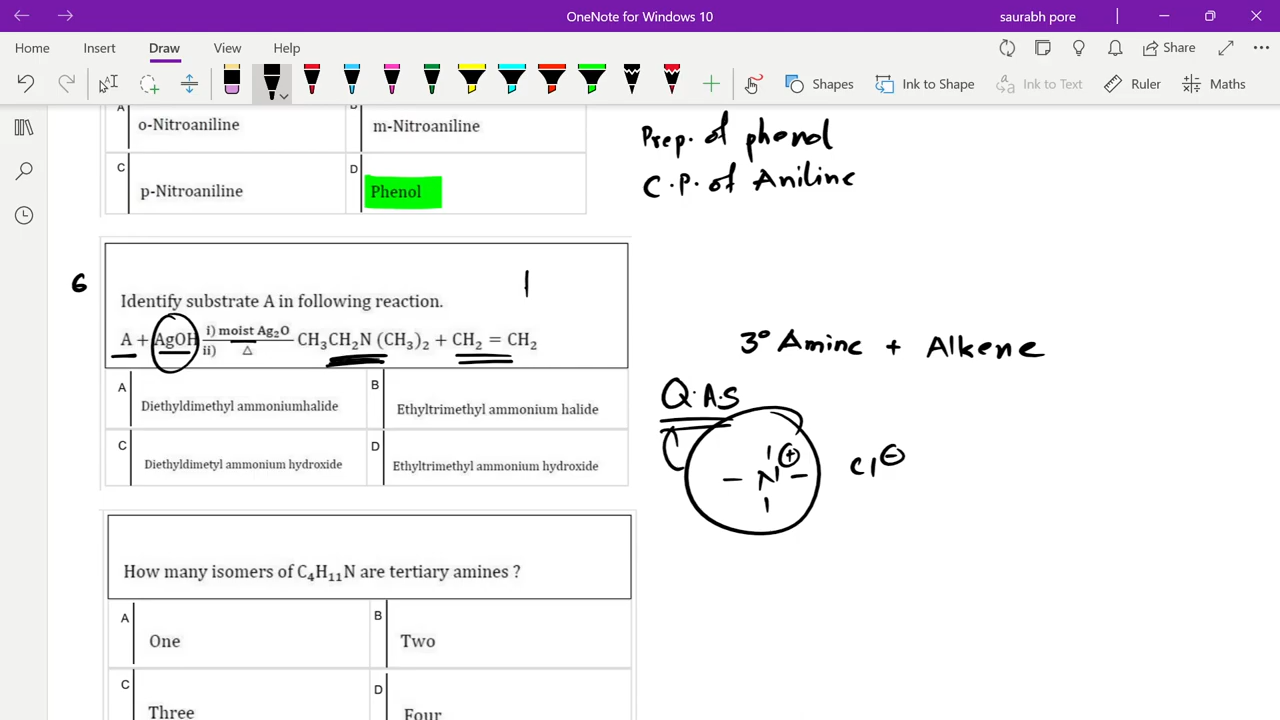 OneNote for Windows 10
saurabh pore
Home Insert Draw View Help
Share
Shapes Ink to Shape Ink to Text Ruler Maths
A o-Nitroaniline
B m-Nitroaniline
C p-Nitroaniline
D Phenol
Prep. of phenol
C.P. of Aniline
6
Identify substrate A in following reaction.
A + AgOH i) moist Ag₂O ii) △ CH₃CH₂N (CH₃)₂ + CH₂ = CH₂
A Diethyldimethyl ammoniumhalide
B Ethyltrimethyl ammonium halide
C Diethyldimetyl ammonium hydroxide
D Ethyltrimethyl ammonium hydroxide
3° Amine + Alkene
Q.A.S
N⊕ Cl⊖
How many isomers of C₄H₁₁N are tertiary amines ?
A One
B Two
C Three
D Four